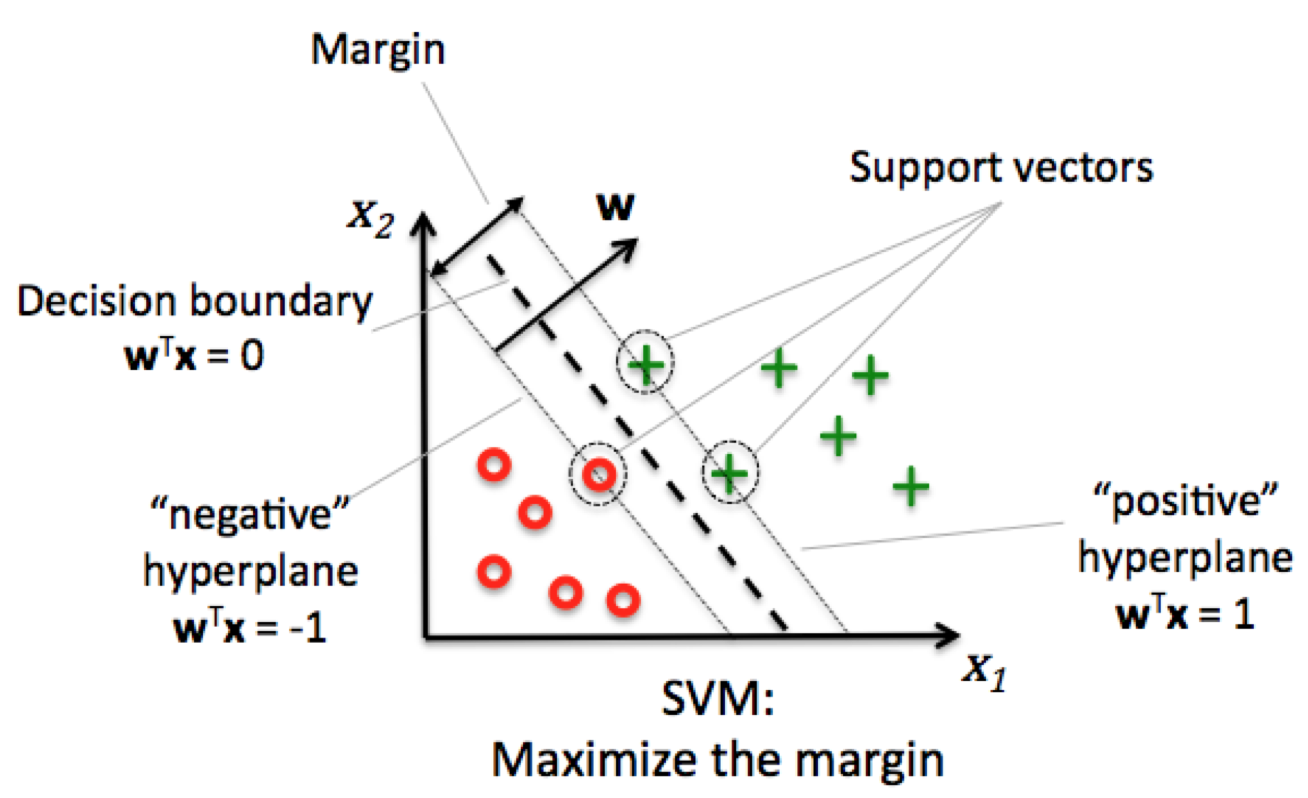 Margin
Support vectors
w
x₂
Decision boundary
wᵀx = 0
“negative”
hyperplane
wᵀx = -1
“positive”
hyperplane
wᵀx = 1
x₁
SVM:
Maximize the margin